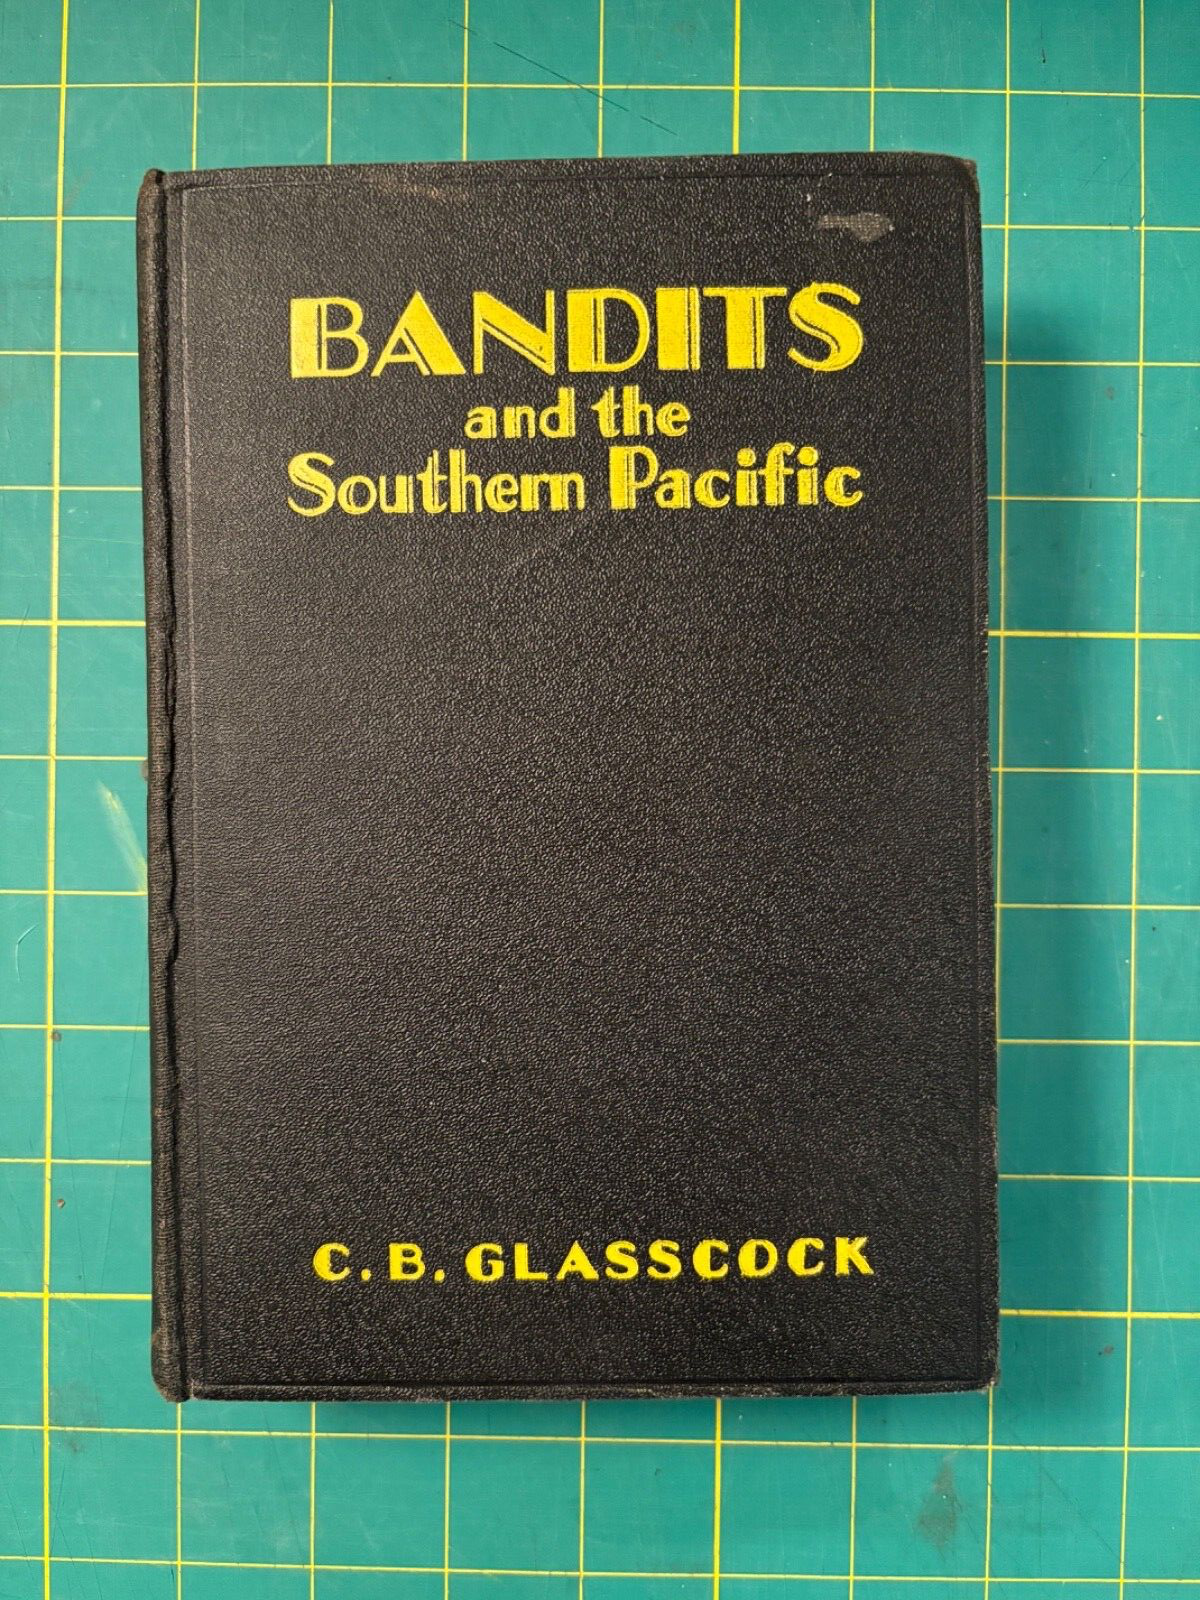 BANDITS
and the
Southern Pacific
C. B. GLASSCOCK